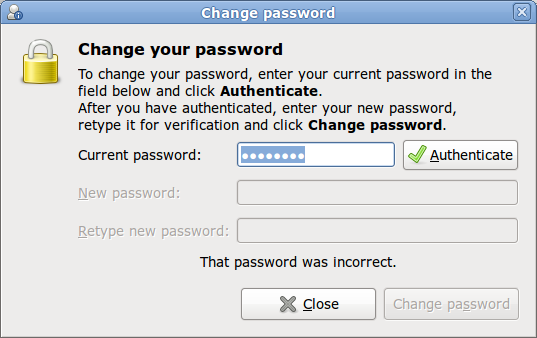 Change password
Change your password
To change your password, enter your current password in the
field below and click Authenticate.
After you have authenticated, enter your new password,
retype it for verification and click Change password.
Current password: ●●●●●●●● Authenticate
New password:
Retype new password:
That password was incorrect.
Close Change password